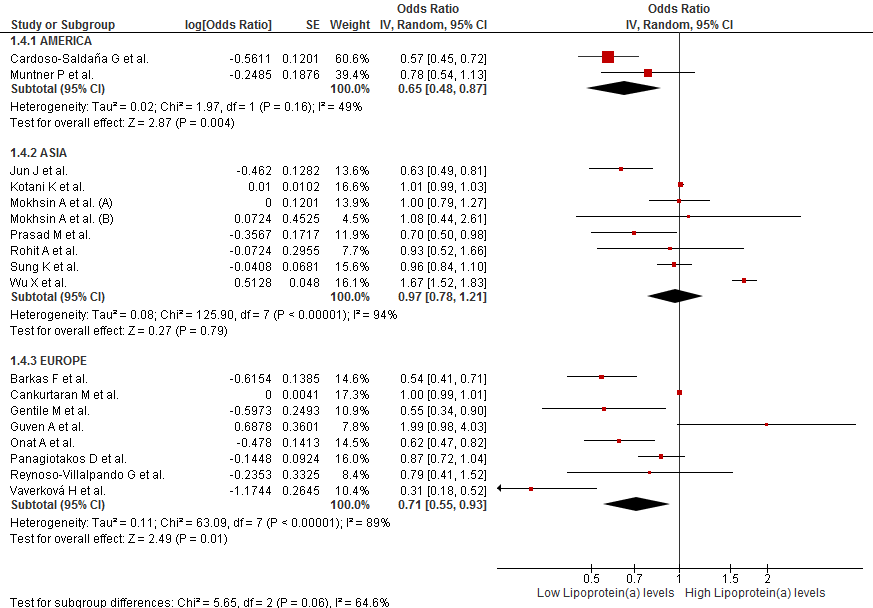 Odds Ratio Odds Ratio
Study or Subgroup log[Odds Ratio] SE Weight IV, Random, 95% CI IV, Random, 95% CI
1.4.1 AMERICA
Cardoso-Saldaña G et al. -0.5611 0.1201 60.6% 0.57 [0.45, 0.72]
Muntner P et al. -0.2485 0.1876 39.4% 0.78 [0.54, 1.13]
Subtotal (95% CI) 100.0% 0.65 [0.48, 0.87]
Heterogeneity: Tau² = 0.02; Chi² = 1.97, df = 1 (P = 0.16); I² = 49%
Test for overall effect: Z = 2.87 (P = 0.004)
1.4.2 ASIA
Jun J et al. -0.462 0.1282 13.6% 0.63 [0.49, 0.81]
Kotani K et al. 0.01 0.0102 16.6% 1.01 [0.99, 1.03]
Mokhsin A et al. (A) 0 0.1201 13.9% 1.00 [0.79, 1.27]
Mokhsin A et al. (B) 0.0724 0.4525 4.5% 1.08 [0.44, 2.61]
Prasad M et al. -0.3567 0.1717 11.9% 0.70 [0.50, 0.98]
Rohit A et al. -0.0724 0.2955 7.7% 0.93 [0.52, 1.66]
Sung K et al. -0.0408 0.0681 15.6% 0.96 [0.84, 1.10]
Wu X et al. 0.5128 0.048 16.1% 1.67 [1.52, 1.83]
Subtotal (95% CI) 100.0% 0.97 [0.78, 1.21]
Heterogeneity: Tau² = 0.08; Chi² = 125.90, df = 7 (P < 0.00001); I² = 94%
Test for overall effect: Z = 0.27 (P = 0.79)
1.4.3 EUROPE
Barkas F et al. -0.6154 0.1385 14.6% 0.54 [0.41, 0.71]
Cankurtaran M et al. 0 0.0041 17.3% 1.00 [0.99, 1.01]
Gentile M et al. -0.5973 0.2493 10.9% 0.55 [0.34, 0.90]
Guven A et al. 0.6878 0.3601 7.8% 1.99 [0.98, 4.03]
Onat A et al. -0.478 0.1413 14.5% 0.62 [0.47, 0.82]
Panagiotakos D et al. -0.1448 0.0924 16.2% 0.87 [0.72, 1.04]
Reynoso-Villalpando G et al. -0.2353 0.3325 8.4% 0.79 [0.41, 1.52]
Vaverková H et al. -1.1744 0.2645 10.4% 0.31 [0.18, 0.52]
Subtotal (95% CI) 100.0% 0.71 [0.55, 0.93]
Heterogeneity: Tau² = 0.11; Chi² = 63.09, df = 7 (P < 0.00001); I² = 89%
Test for overall effect: Z = 2.49 (P = 0.01)
0.5 0.7 1 1.5 2
Low Lipoprotein(a) levels High Lipoprotein(a) levels
Test for subgroup differences: Chi² = 5.65, df = 2 (P = 0.06), I² = 64.6%